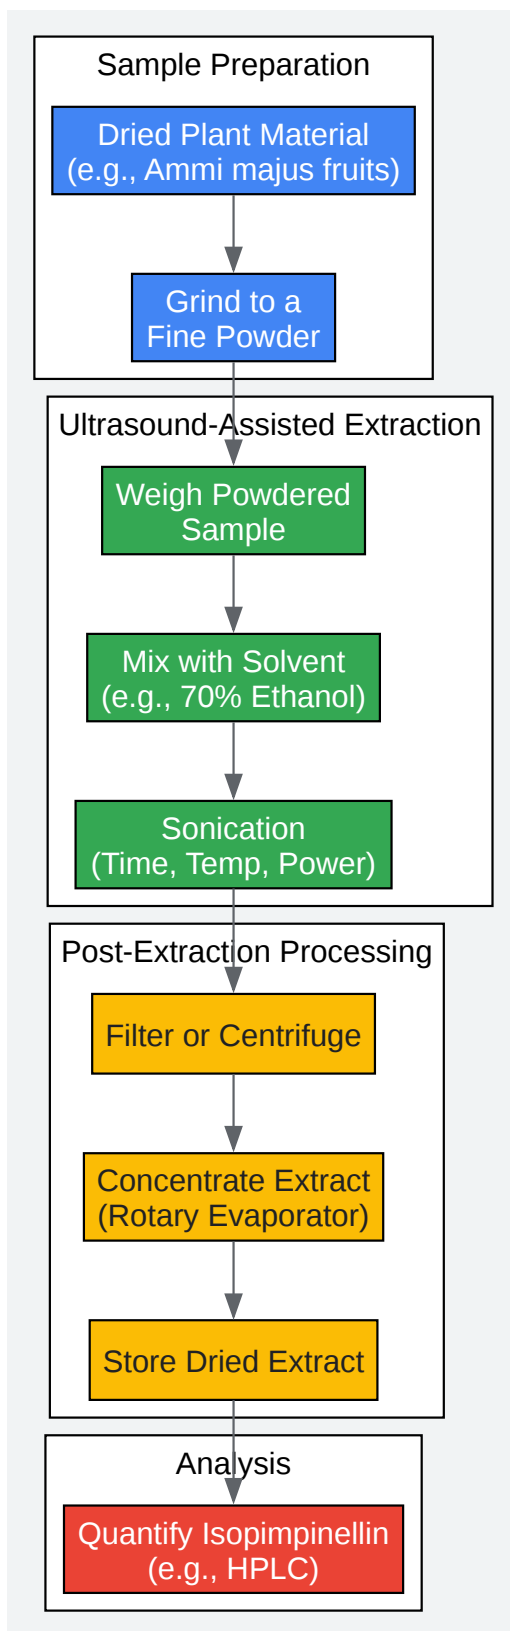 Sample Preparation
Dried Plant Material
(e.g., Ammi majus fruits)
Grind to a
Fine Powder
Ultrasound-Assisted Extraction
Weigh Powdered
Sample
Mix with Solvent
(e.g., 70% Ethanol)
Sonication
(Time, Temp, Power)
Post-Extraction Processing
Filter or Centrifuge
Concentrate Extract
(Rotary Evaporator)
Store Dried Extract
Analysis
Quantify Isopimpinellin
(e.g., HPLC)